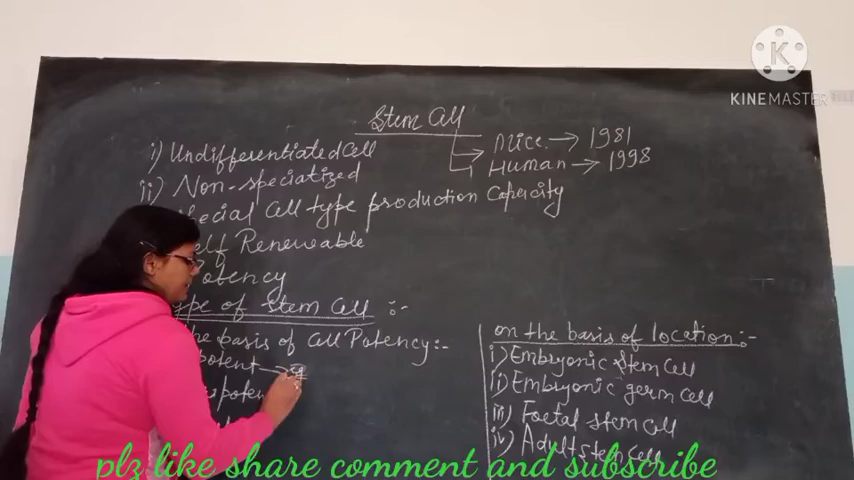 KINEMASTER
Stem Cell
Mice → 1981
Human → 1998
i) Undifferentiated Cell
ii) Non-specialized
Cell type production Capacity
Renewable
Potency
Type of Stem Cell :-
the basis of Cell Potency:-
potent → eg
on the basis of location:-
i) Embryonic Stem Cell
ii) Embryonic germ Cell
iii) Foetal stem Cell
iv) Adult stem Cell
plz like share comment and subscribe